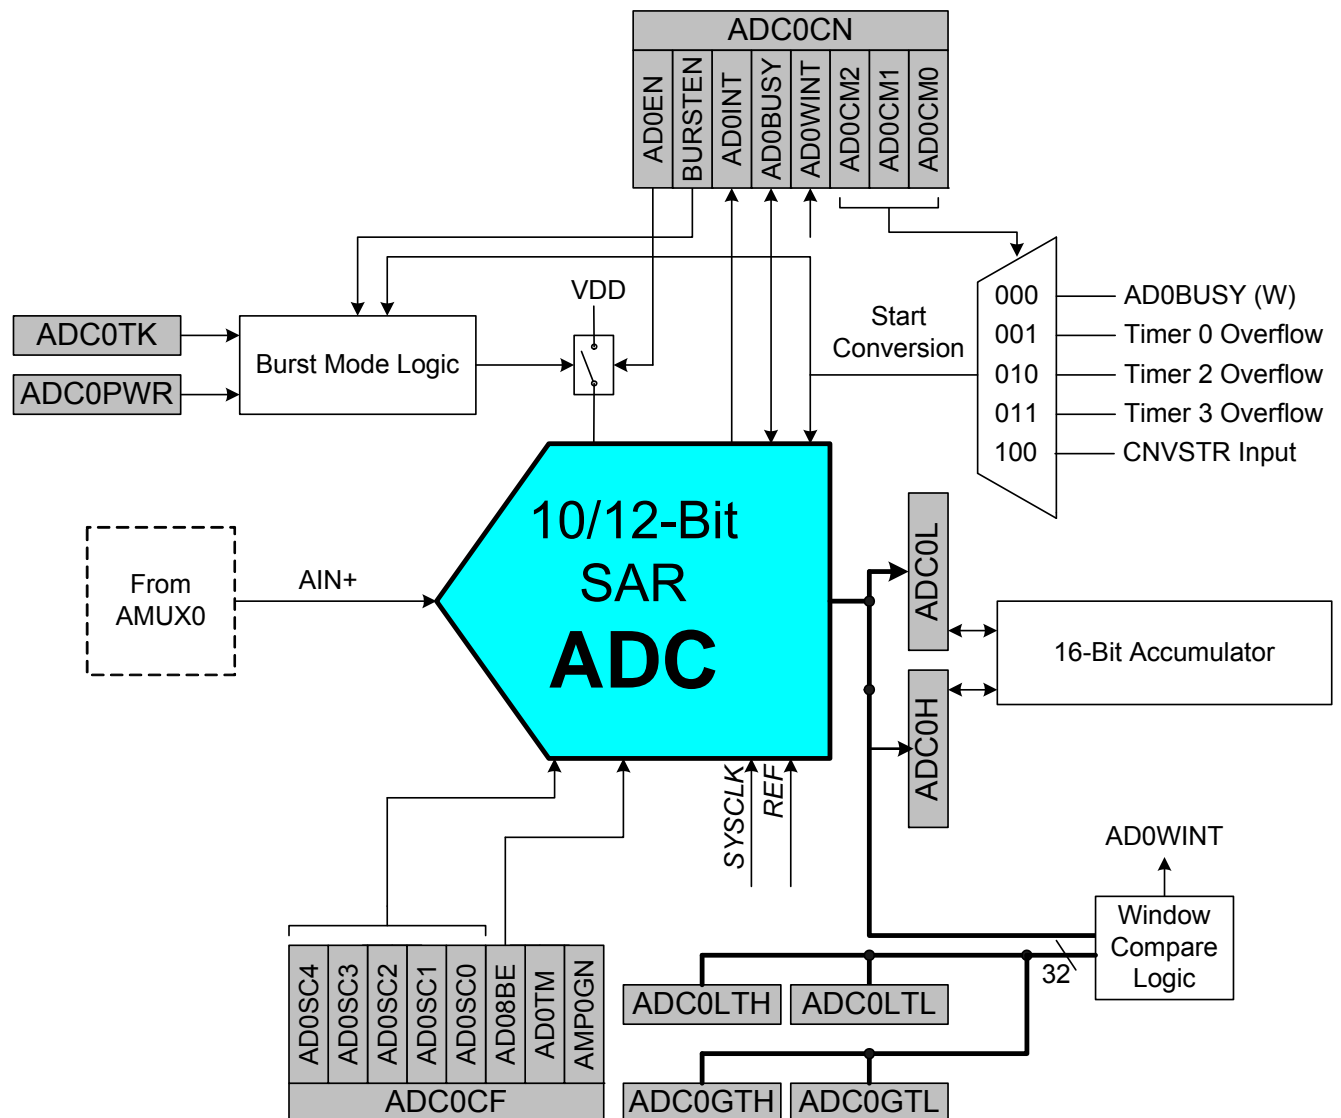 ADC0CN
AD0EN
BURSTEN
AD0INT
AD0BUSY
AD0WINT
AD0CM2
AD0CM1
AD0CM0
VDD
ADC0TK
ADC0PWR
Burst Mode Logic
Start
Conversion
000
001
010
011
100
AD0BUSY (W)
Timer 0 Overflow
Timer 2 Overflow
Timer 3 Overflow
CNVSTR Input
From
AMUX0
AIN+
10/12-Bit
SAR
ADC
ADC0L
ADC0H
16-Bit Accumulator
SYSCLK
REF
AD0WINT
Window
Compare
Logic
32
AD0SC4
AD0SC3
AD0SC2
AD0SC1
AD0SC0
AD08BE
AD0TM
AMP0GN
ADC0CF
ADC0LTH
ADC0LTL
ADC0GTH
ADC0GTL